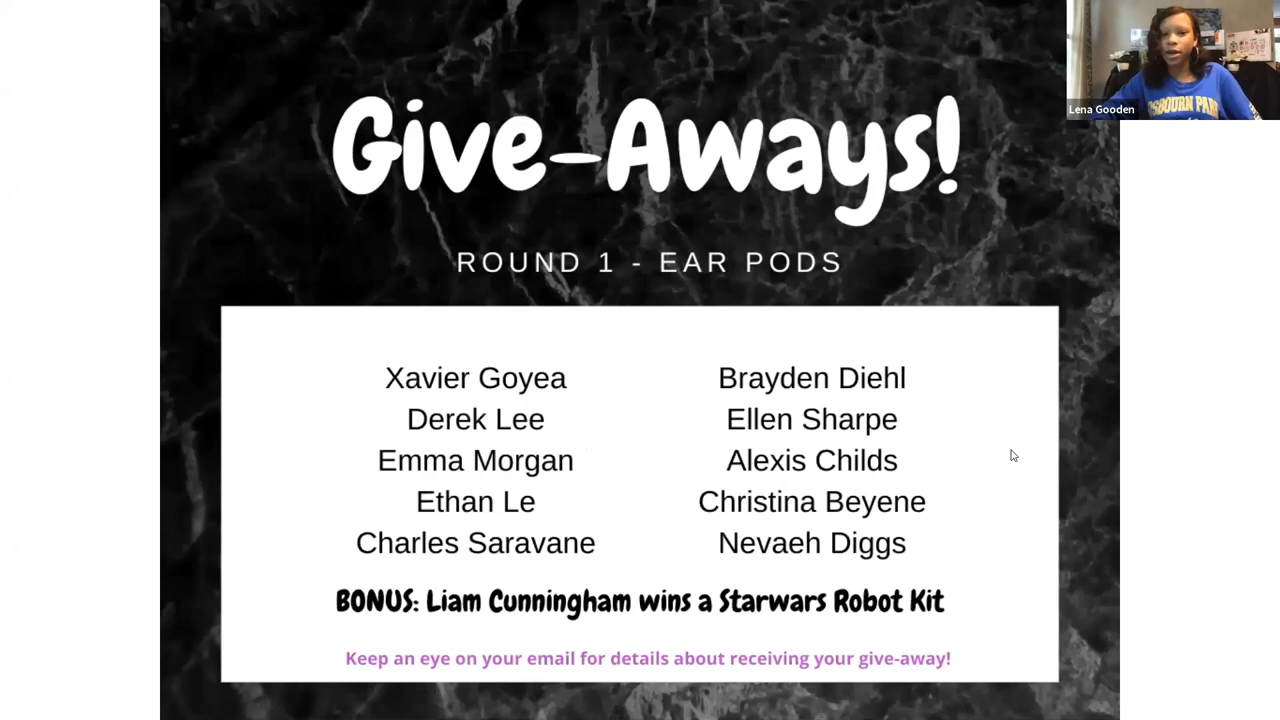 Give-Aways!
ROUND 1 - EAR PODS
Xavier Goyea
Derek Lee
Emma Morgan
Ethan Le
Charles Saravane
Brayden Diehl
Ellen Sharpe
Alexis Childs
Christina Beyene
Nevaeh Diggs
BONUS: Liam Cunningham wins a Starwars Robot Kit
Keep an eye on your email for details about receiving your give-away!
Lena Gooden